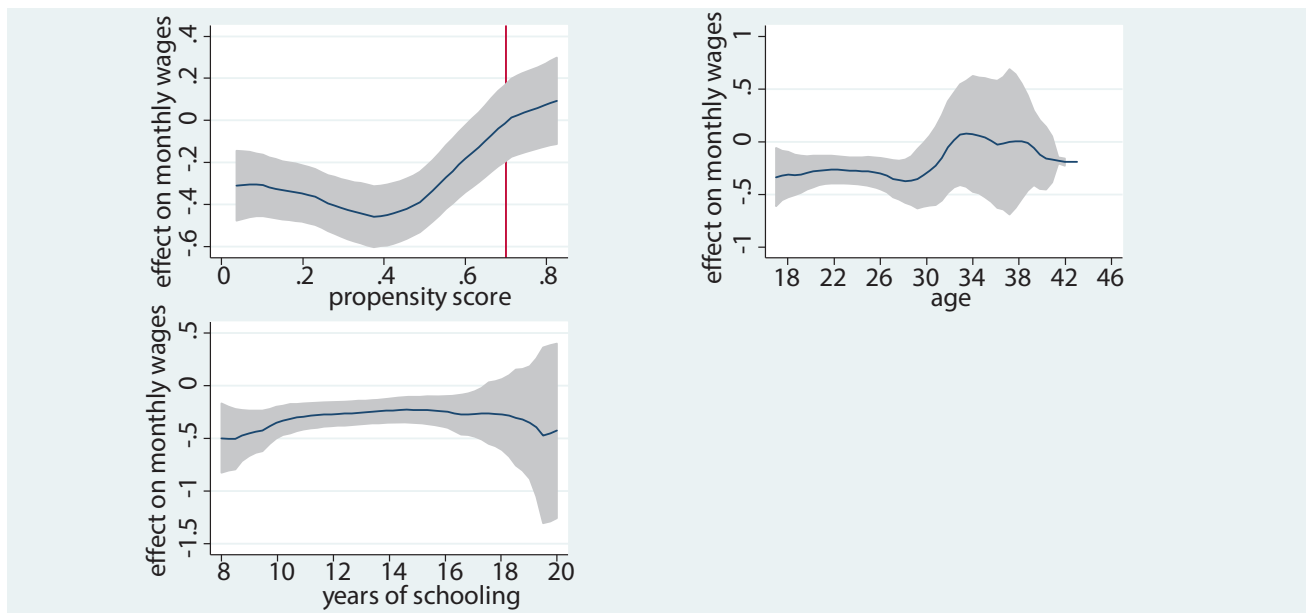 effect on monthly wages
.4
.2
0
-.2
-.4
-.6
0 .2 .4 .6 .8
propensity score
effect on monthly wages
1
.5
0
-.5
-1
18 22 26 30 34 38 42 46
age
effect on monthly wages
.5
0
-.5
-1
-1.5
8 10 12 14 16 18 20
years of schooling